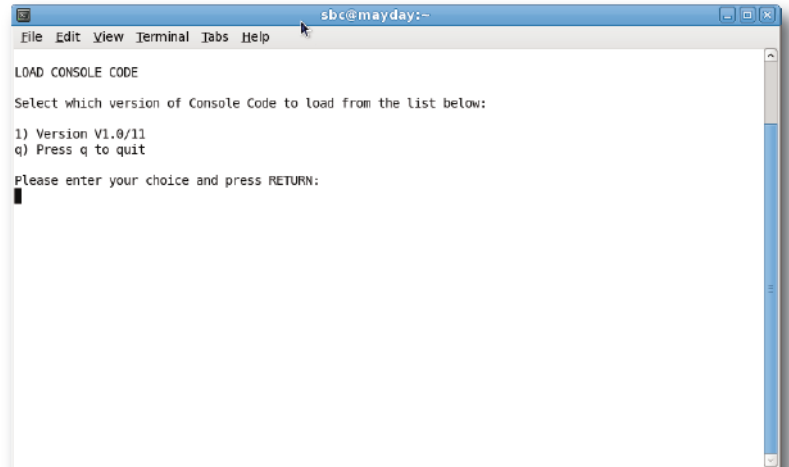 sbc@mayday:~
File Edit View Terminal Tabs Help
LOAD CONSOLE CODE
Select which version of Console Code to load from the list below:
1) Version V1.0/11
q) Press q to quit
Please enter your choice and press RETURN: